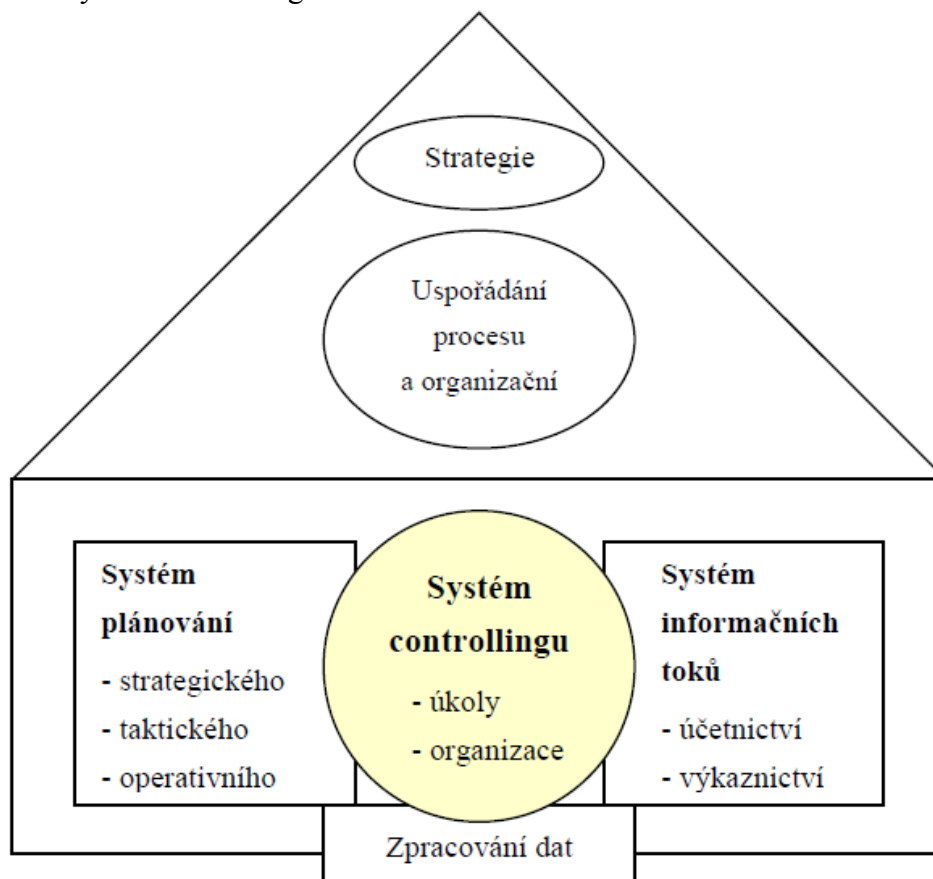 Strategie
Uspořádání
procesu
a organizační
Systém
plánování
- strategického
- taktického
- operativního
Systém
controllingu
- úkoly
- organizace
Systém
informačních
toků
- účetnictví
- výkaznictví
Zpracování dat